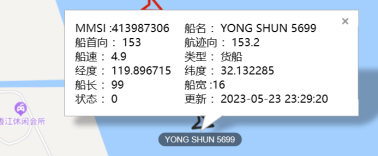 MMSI :413987306 船名： YONG SHUN 5699
船首向： 153 航迹向： 153.2
船速： 4.9 类型： 货船
经度： 119.896715 纬度： 32.132285
船长： 99 船宽 :16
状态： 0 更新： 2023-05-23 23:29:20
香江休闲会所
YONG SHUN 5699